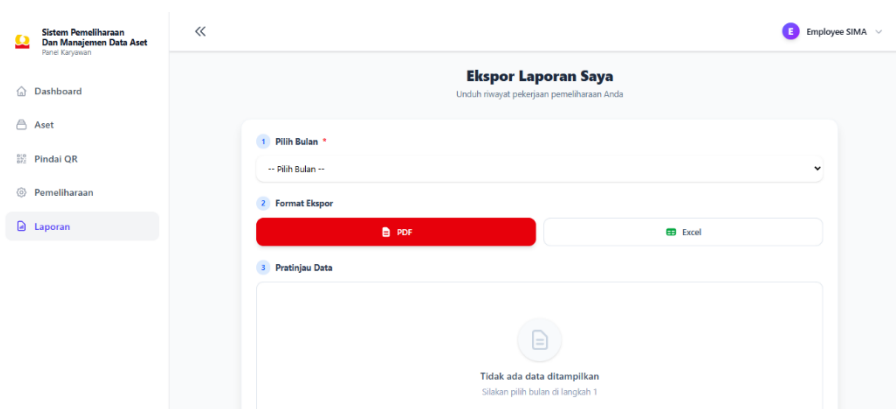 Sistem Pemeliharaan
Dan Manajemen Data Aset
Panel Karyawan
E
Employee SIMA
Dashboard
Aset
Pindai QR
Pemeliharaan
Laporan
Ekspor Laporan Saya
Unduh riwayat pekerjaan pemeliharaan Anda
1 Pilih Bulan *
-- Pilih Bulan --
2 Format Ekspor
PDF
Excel
3 Pratinjau Data
Tidak ada data ditampilkan
Silakan pilih bulan di langkah 1